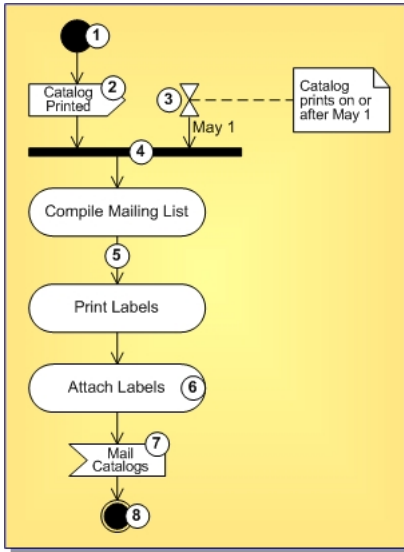 1
Catalog
Printed
2
3
Catalog
prints on or
after May 1
May 1
4
Compile Mailing List
5
Print Labels
Attach Labels
6
Mail
Catalogs
7
8